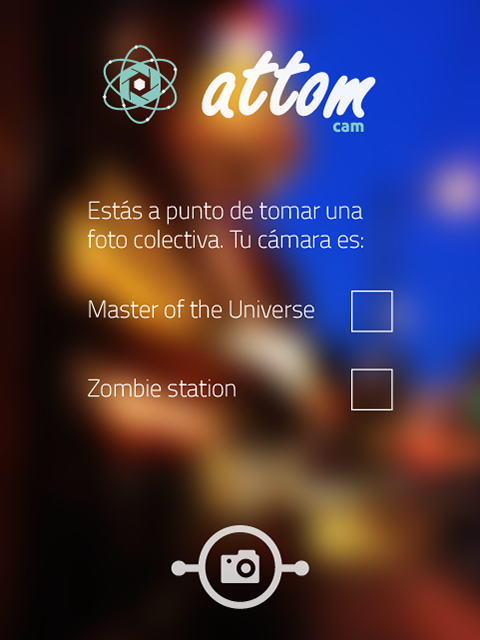 attom
cam
Estás a punto de tomar una
foto colectiva. Tu cámara es:
Master of the Universe
Zombie station